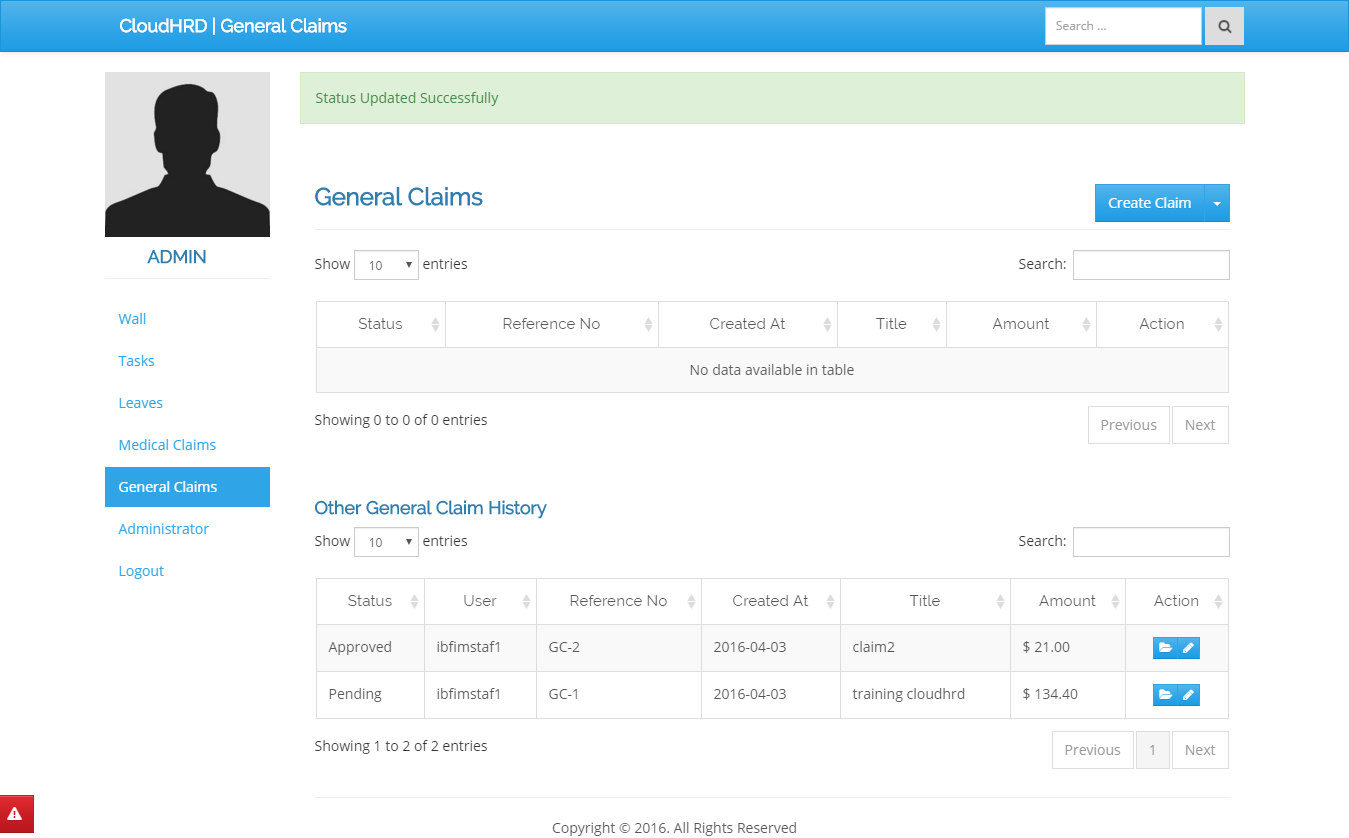 CloudHRD | General Claims
Search ...
Status Updated Successfully
ADMIN
Wall
Tasks
Leaves
Medical Claims
General Claims
Administrator
Logout
General Claims
Create Claim
Show 10 entries
Search:
Status Reference No Created At Title Amount Action
No data available in table
Showing 0 to 0 of 0 entries
Previous Next
Other General Claim History
Show 10 entries
Search:
Status User Reference No Created At Title Amount Action
Approved ibfimstaf1 GC-2 2016-04-03 claim2 $ 21.00
Pending ibfimstaf1 GC-1 2016-04-03 training cloudhrd $ 134.40
Showing 1 to 2 of 2 entries
Previous 1 Next
Copyright © 2016. All Rights Reserved